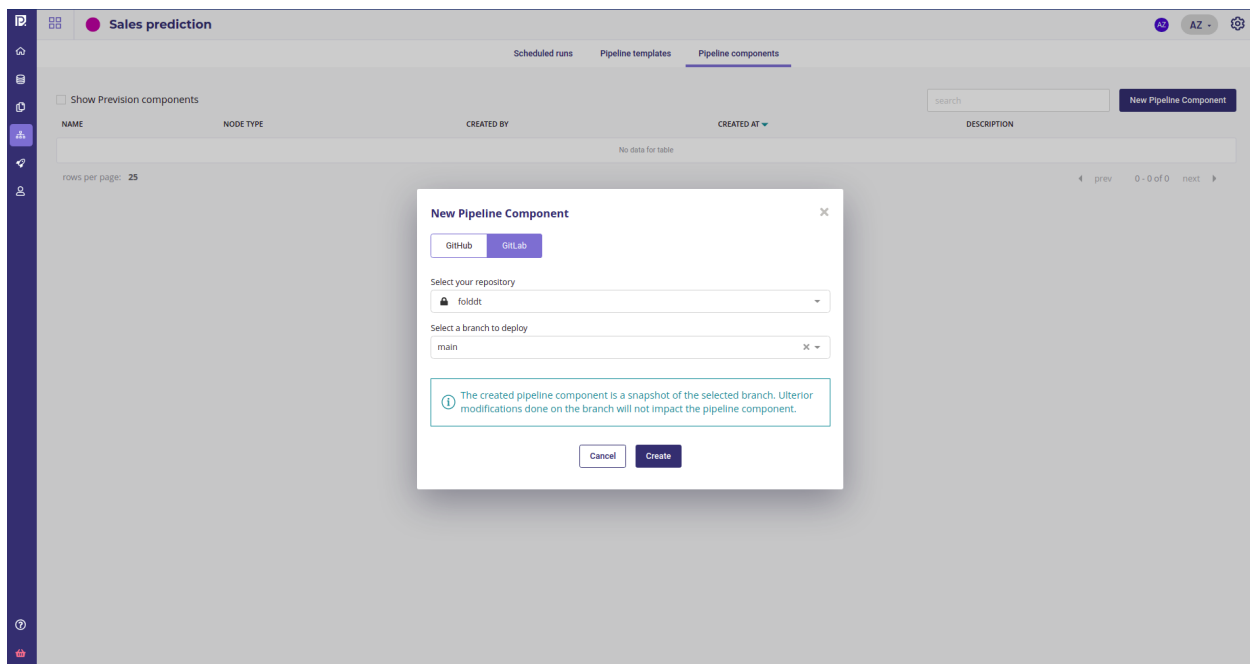 Sales prediction
AZ
AZ
Scheduled runs
Pipeline templates
Pipeline components
Show Prevision components
search
New Pipeline Component
NAME
NODE TYPE
CREATED BY
CREATED AT
DESCRIPTION
No data for table
rows per page: 25
prev
0 - 0 of 0
next
New Pipeline Component
GitHub
GitLab
Select your repository
folddt
Select a branch to deploy
main
The created pipeline component is a snapshot of the selected branch. Ulterior
modifications done on the branch will not impact the pipeline component.
Cancel
Create